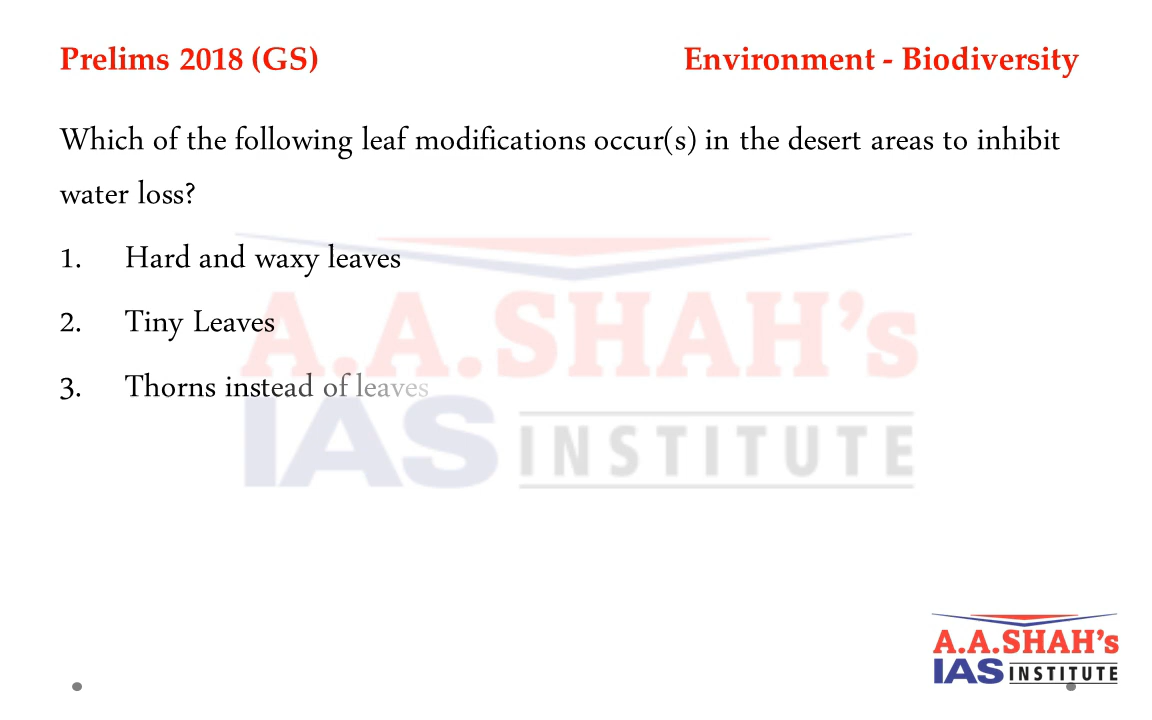 Prelims 2018 (GS) Environment - Biodiversity
Which of the following leaf modifications occur(s) in the desert areas to inhibit
water loss?
1. Hard and waxy leaves
2. Tiny Leaves
3. Thorns instead of leaves
A.A.SHAH's
IAS INSTITUTE
A.A.SHAH's
IAS INSTITUTE